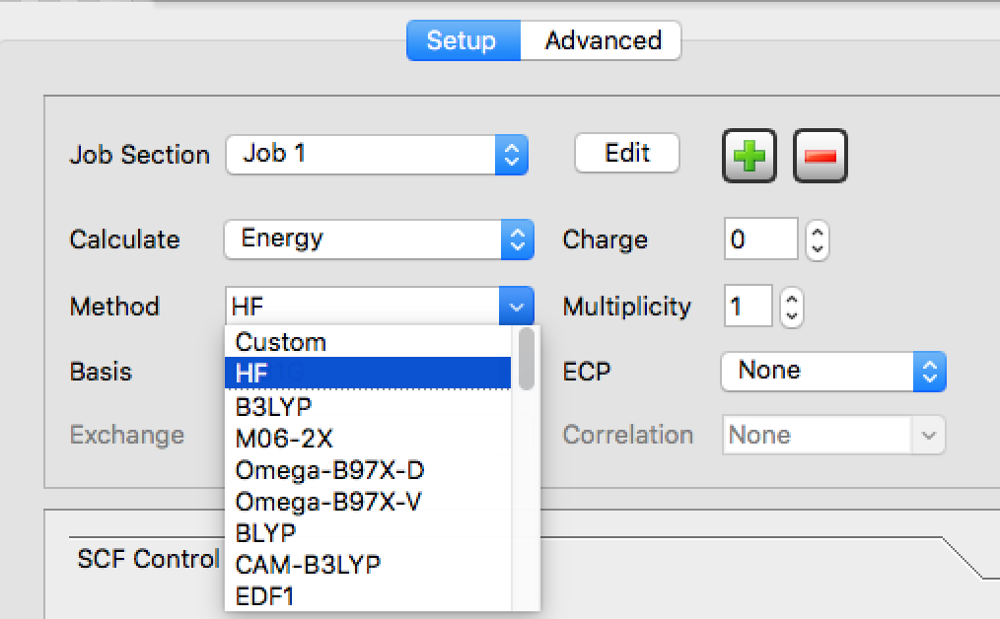 Setup Advanced
Job Section Job 1 Edit
Calculate Energy Charge 0
Method HF Multiplicity 1
Custom
Basis HF ECP None
B3LYP
Exchange M06-2X Correlation None
Omega-B97X-D
Omega-B97X-V
BLYP
SCF Control CAM-B3LYP
EDF1